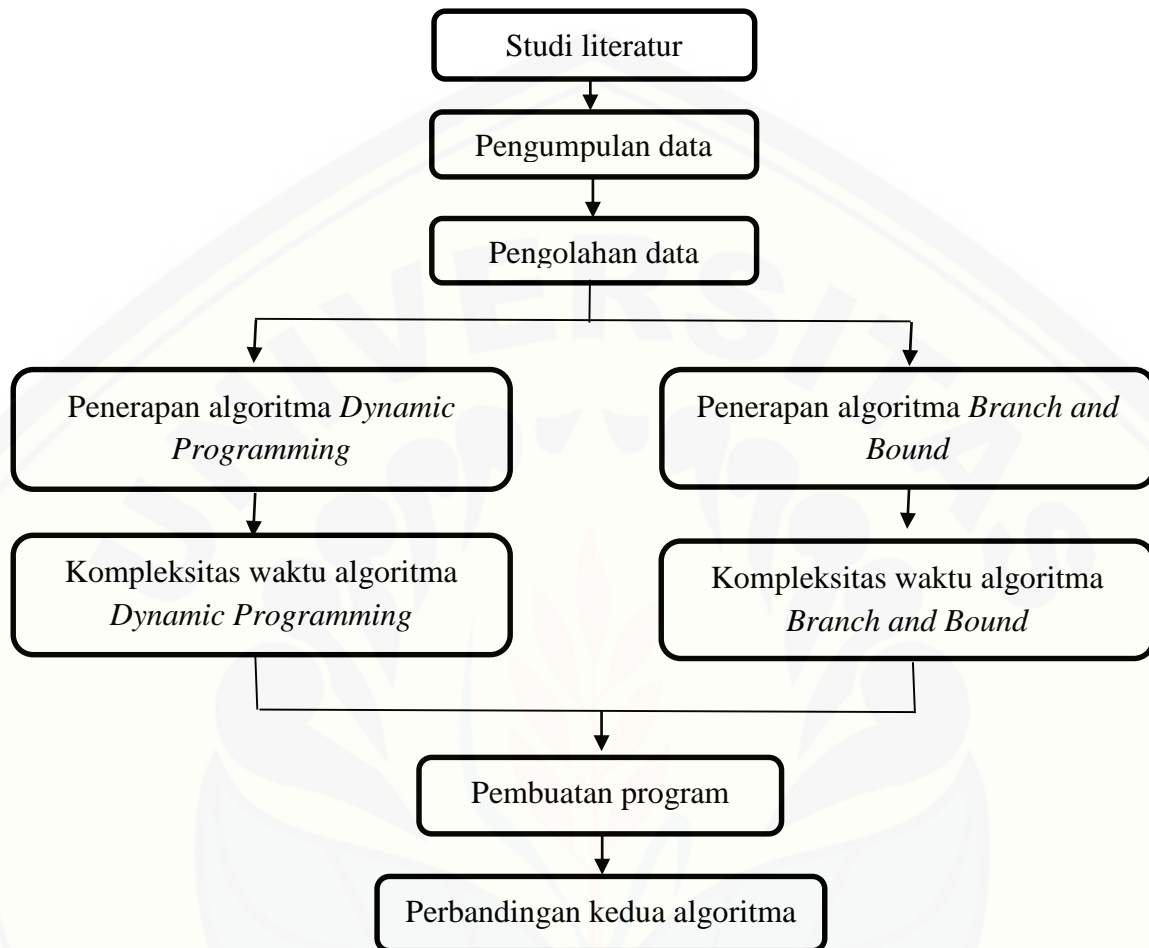 Studi literatur
Pengumpulan data
Pengolahan data
Penerapan algoritma Dynamic
Programming
Penerapan algoritma Branch and
Bound
Kompleksitas waktu algoritma
Dynamic Programming
Kompleksitas waktu algoritma
Branch and Bound
Pembuatan program
Perbandingan kedua algoritma
UNIVERSITAS